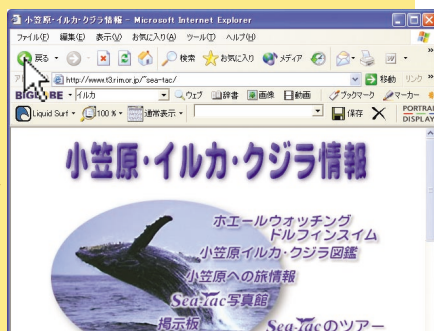 小笠原・イルカ・クジラ情報 - Microsoft Internet Explorer
ファイル(F) 編集(E) 表示(V) お気に入り(A) ツール(T) ヘルプ(H)
戻る 検索 お気に入り メディア
http://www.t3.rim.or.jp/~sea-tac/ 移動 リンク
イルカ ウェブ 辞書 画像 日動画 ブックマーク マーカー
Liquid Surf 100 % 通常表示 保存 PORTRAI
DISPLAY
小笠原・イルカ・クジラ情報
ホエールウオッチング
ドルフィンスイム
小笠原イルカ・クジラ図鑑
小笠原への旅情報
Sea-Tac写真館
掲示板 Sea-Tacのツアー